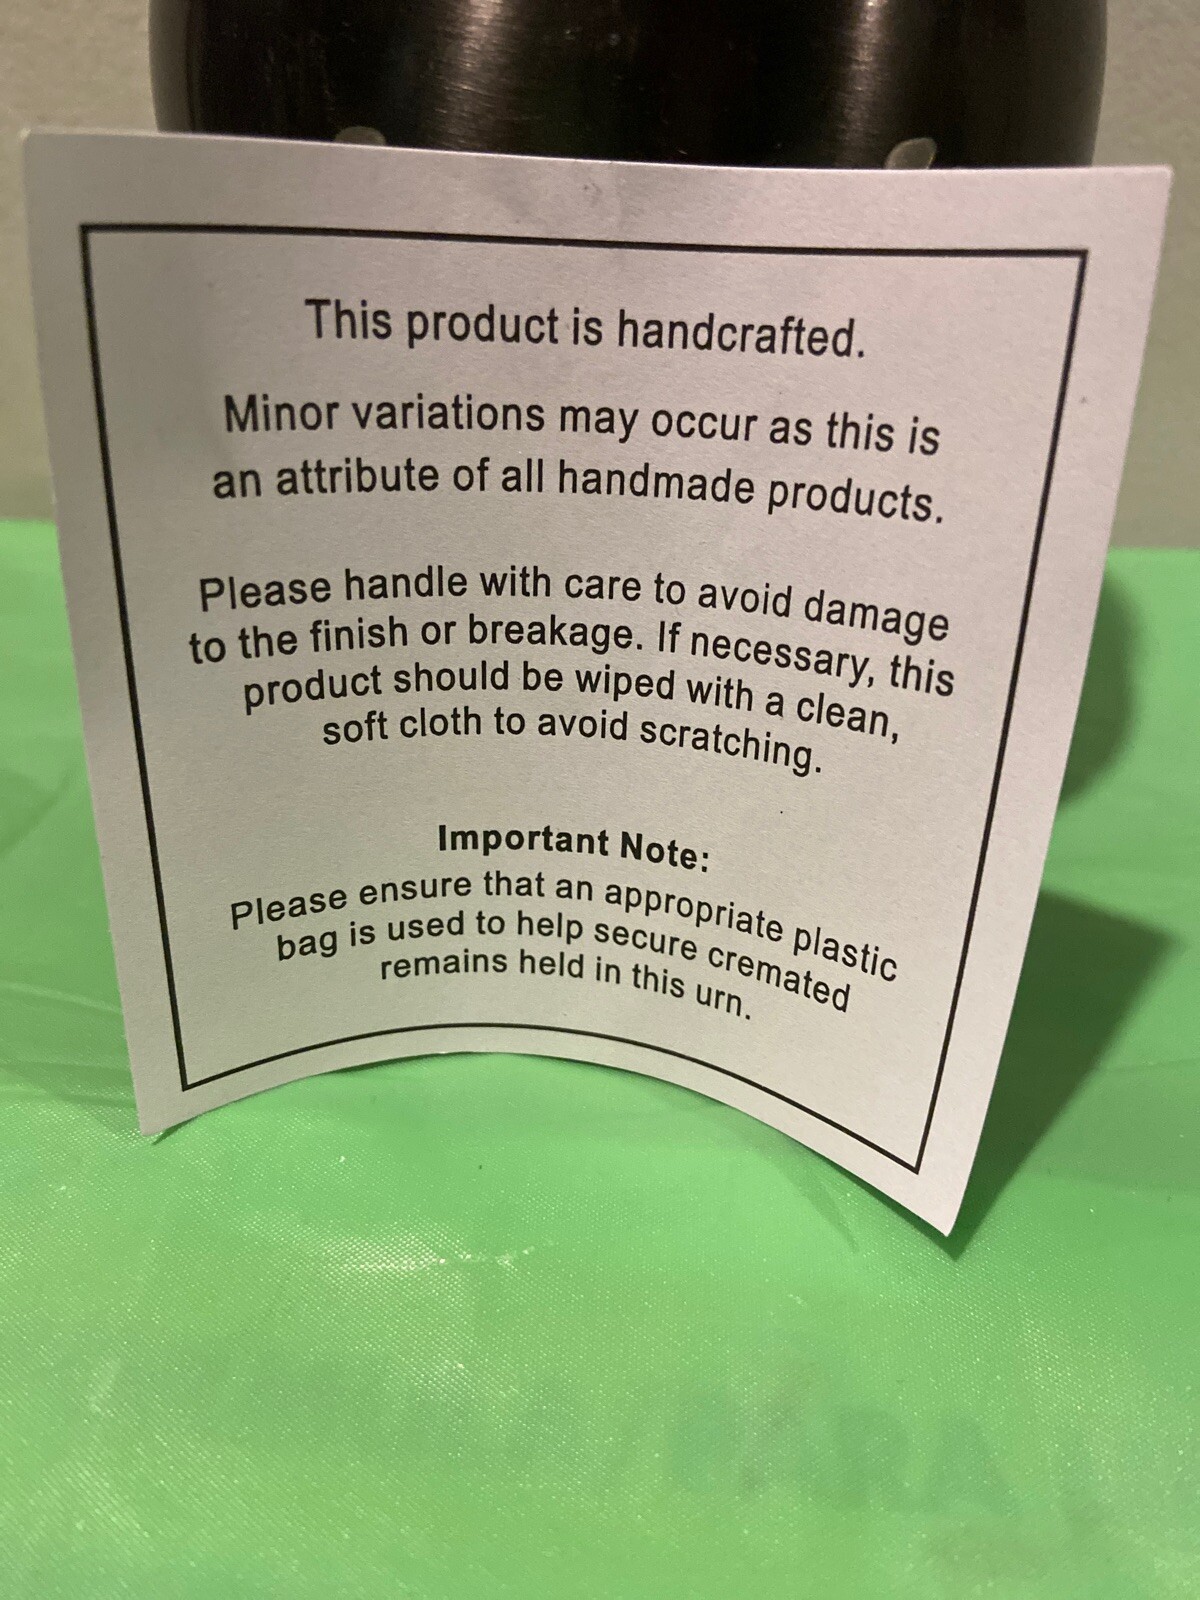 This product is handcrafted.
Minor variations may occur as this is
an attribute of all handmade products.
Please handle with care to avoid damage
to the finish or breakage. If necessary, this
product should be wiped with a clean,
soft cloth to avoid scratching.
Important Note:
Please ensure that an appropriate plastic
bag is used to help secure cremated
remains held in this urn.